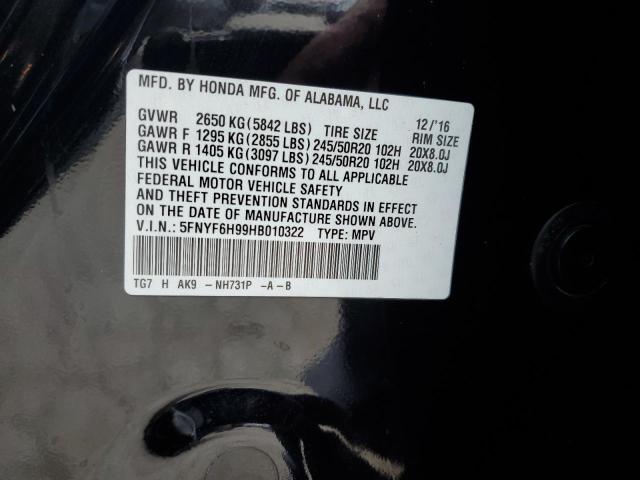 MFD. BY HONDA MFG. OF ALABAMA, LLC
GVWR 2650 KG (5842 LBS) TIRE SIZE 12/'16 RIM SIZE
GAWR F 1295 KG (2855 LBS) 245/50R20 102H 20X8.0J
GAWR R 1405 KG (3097 LBS) 245/50R20 102H 20X8.0J
THIS VEHICLE CONFORMS TO ALL APPLICABLE
FEDERAL MOTOR VEHICLE SAFETY
AND THEFT PREVENTION STANDARDS IN EFFECT
ON THE DATE OF MANUFACTURE SHOWN ABOVE.
V.I.N.: 5FNYF6H99HB010322 TYPE: MPV
TG7 H AK9 -NH731P -A-B